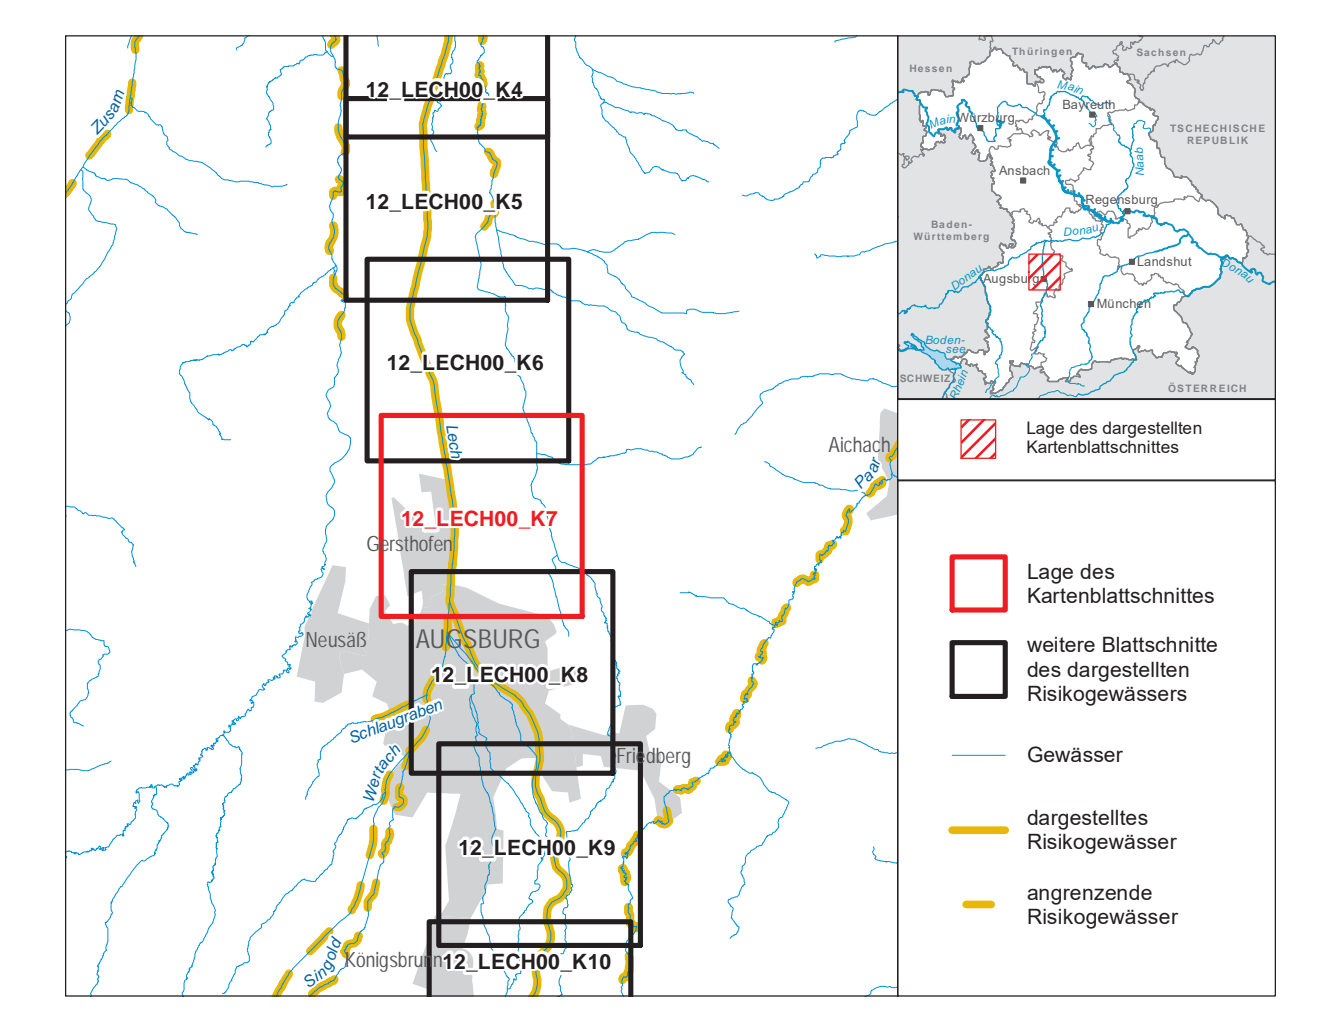 12_LECH00_K4
Zusam
12_LECH00_K5
12_LECH00_K6
Lech
Aichach
Paar
12_LECH00_K7
Gersthofen
Neusäß
AUGSBURG
12_LECH00_K8
Schlaugraben
Wertach
Friedberg
12_LECH00_K9
Singold
Königsbrunn
12_LECH00_K10
Thüringen
Sachsen
Hessen
Main
Bayreuth
Main
Würzburg
TSCHECHISCHE
REPUBLIK
Naab
Ansbach
Regensburg
Baden-
Württemberg
Donau
Landshut
Donau
Augsburg
Donau
München
Boden-
see
SCHWEIZ
Rhein
ÖSTERREICH
Lage des dargestellten
Kartenblattschnittes
Lage des
Kartenblattschnittes
weitere Blattschnitte
des dargestellten
Risikogewässers
Gewässer
dargestelltes
Risikogewässer
angrenzende
Risikogewässer